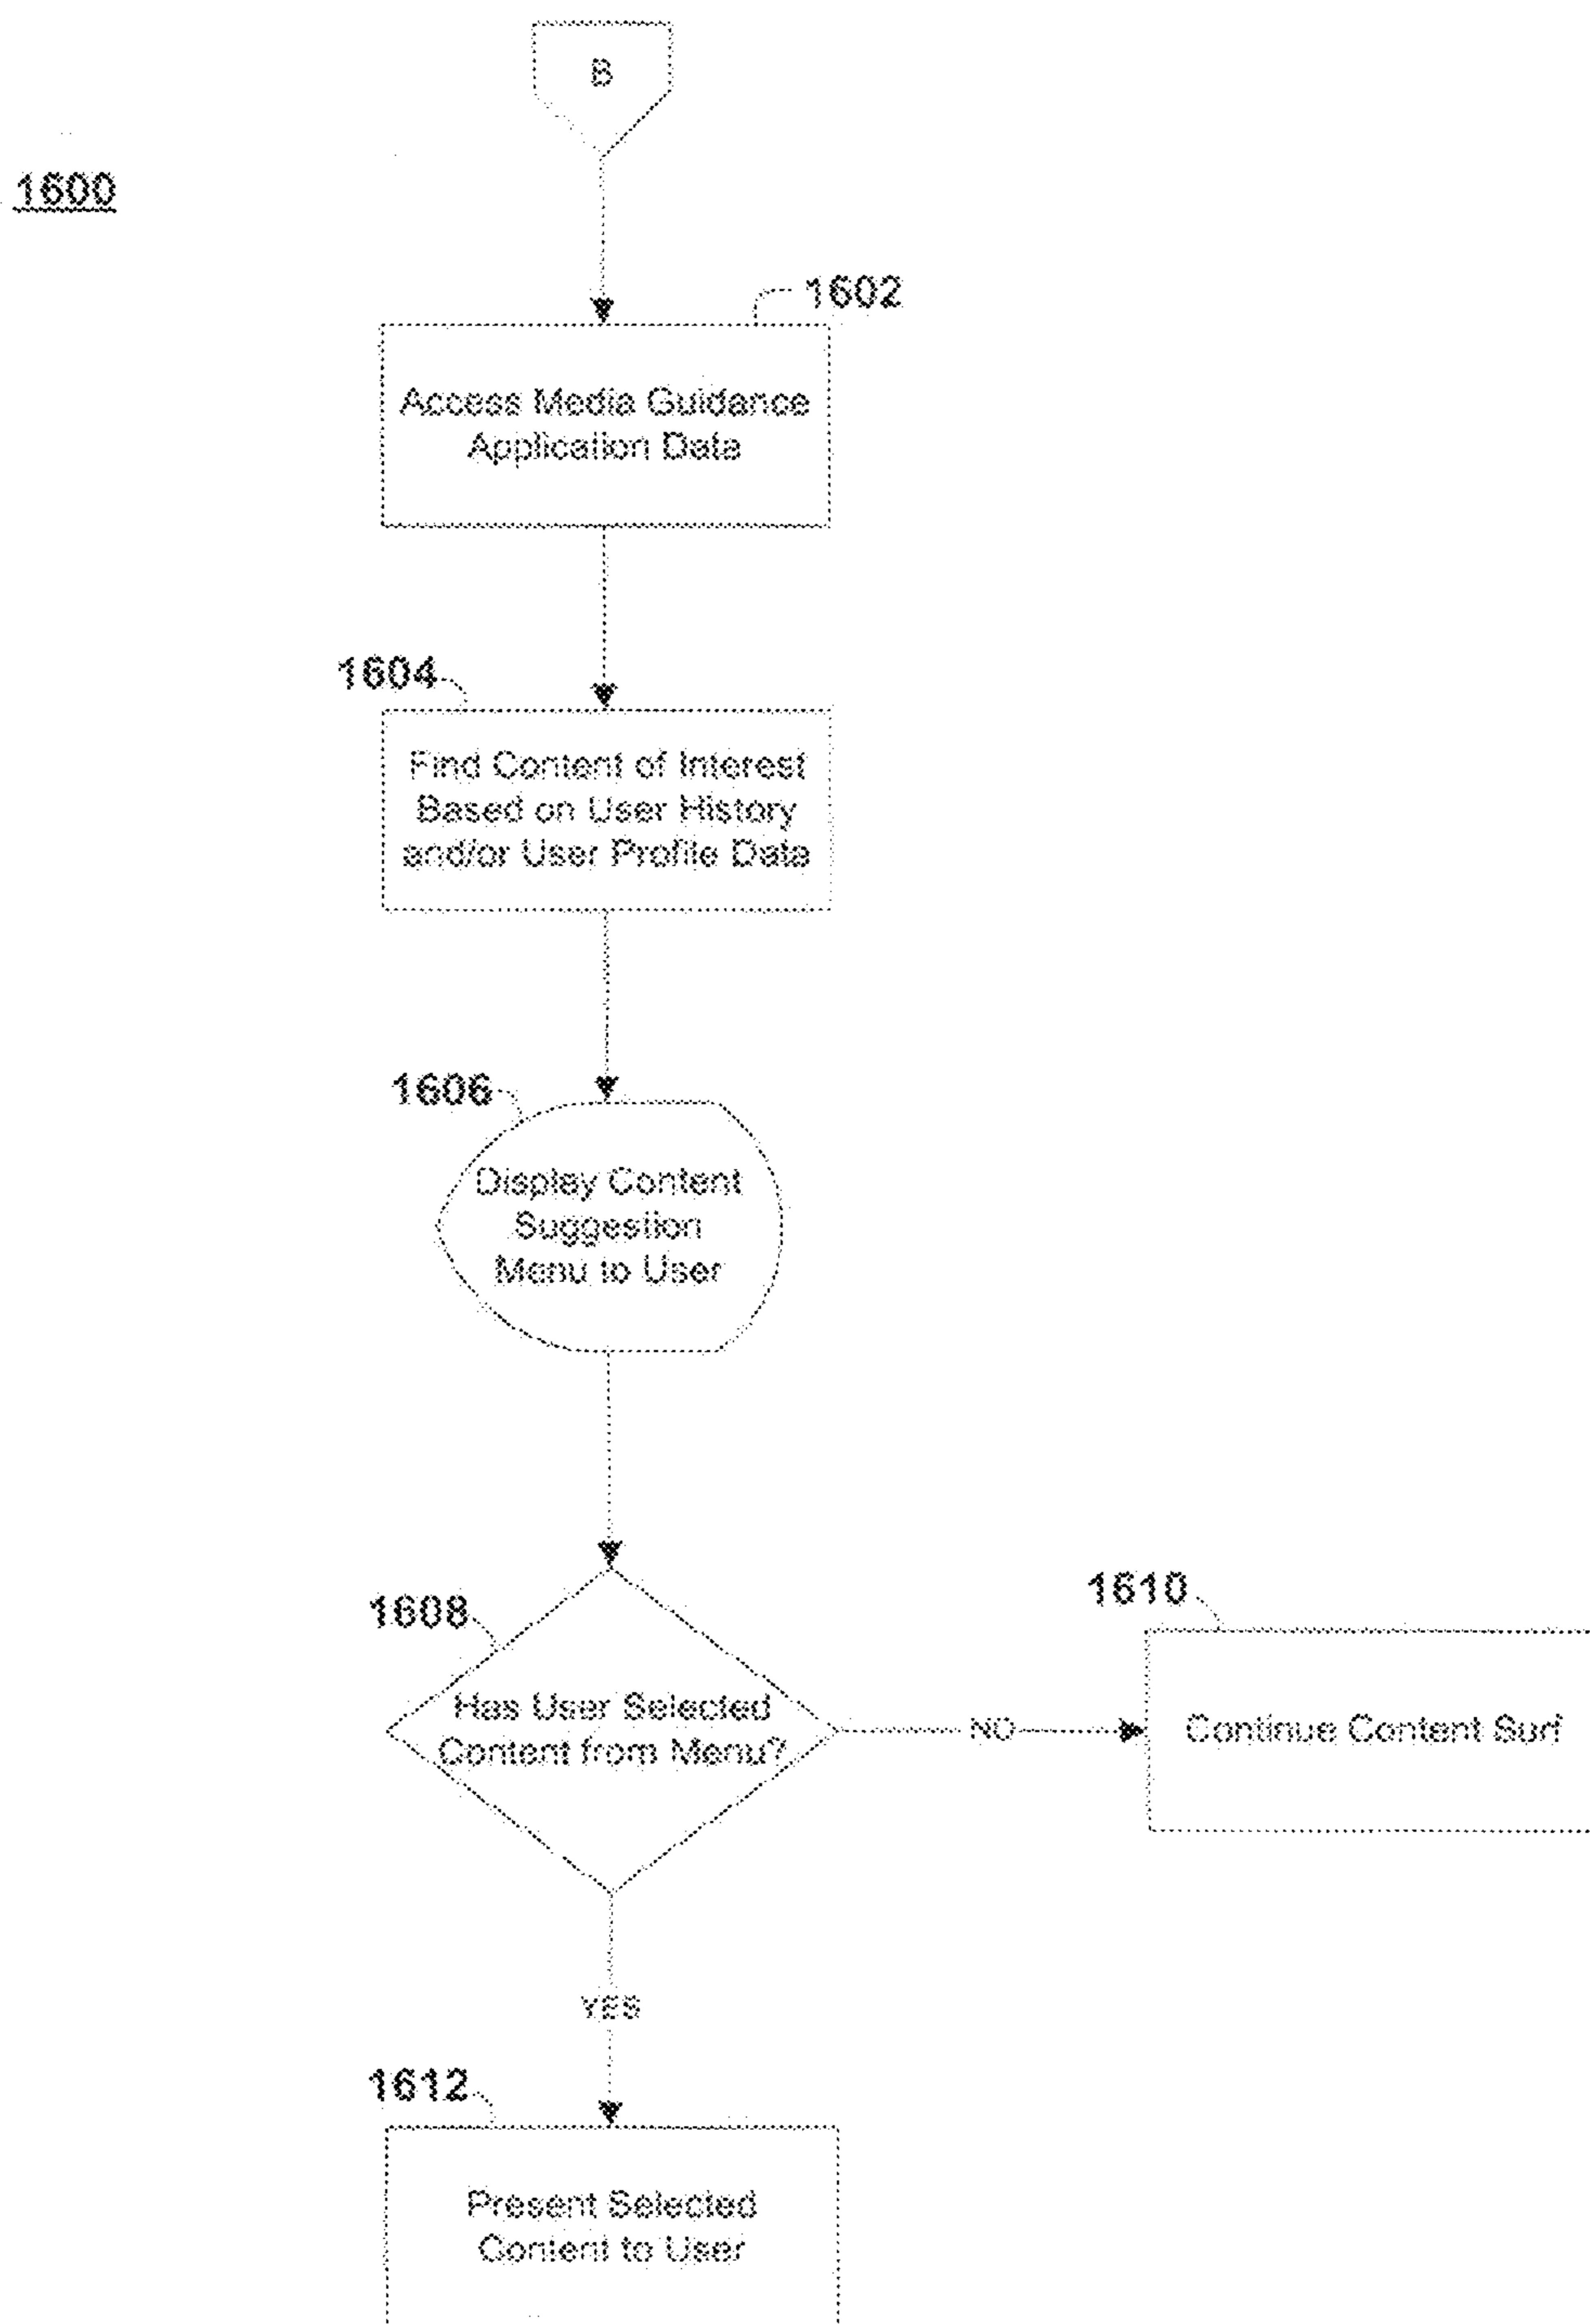 B
1600
1602
Access Media Guidance
Application Data
1604
Find Content of Interest
Based on User History
and/or User Profile Data
1606
Display Content
Suggestion
Menu to User
1608
Has User Selected
Content from Menu?
NO
1610
Continue Content Surf
YES
1612
Present Selected
Content to User